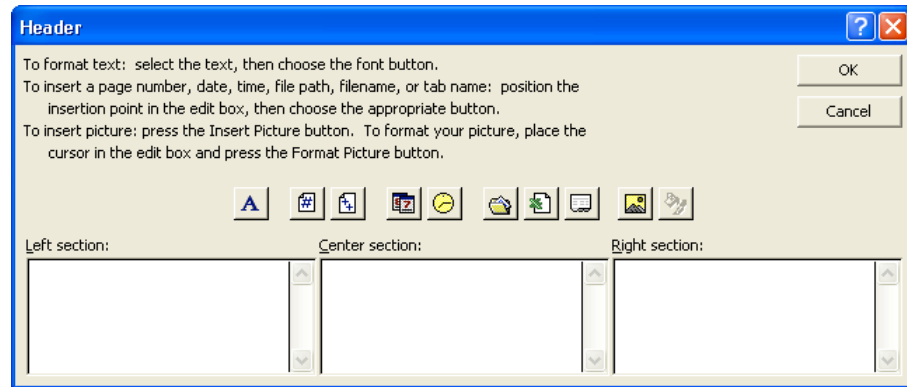 Header
To format text: select the text, then choose the font button.
OK
To insert a page number, date, time, file path, filename, or tab name: position the
insertion point in the edit box, then choose the appropriate button.
Cancel
To insert picture: press the Insert Picture button. To format your picture, place the
cursor in the edit box and press the Format Picture button.
A
Left section:
Center section:
Right section: